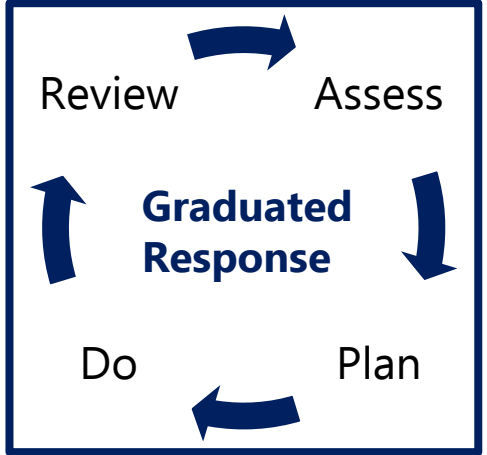 Review
Assess
Graduated
Response
Do
Plan